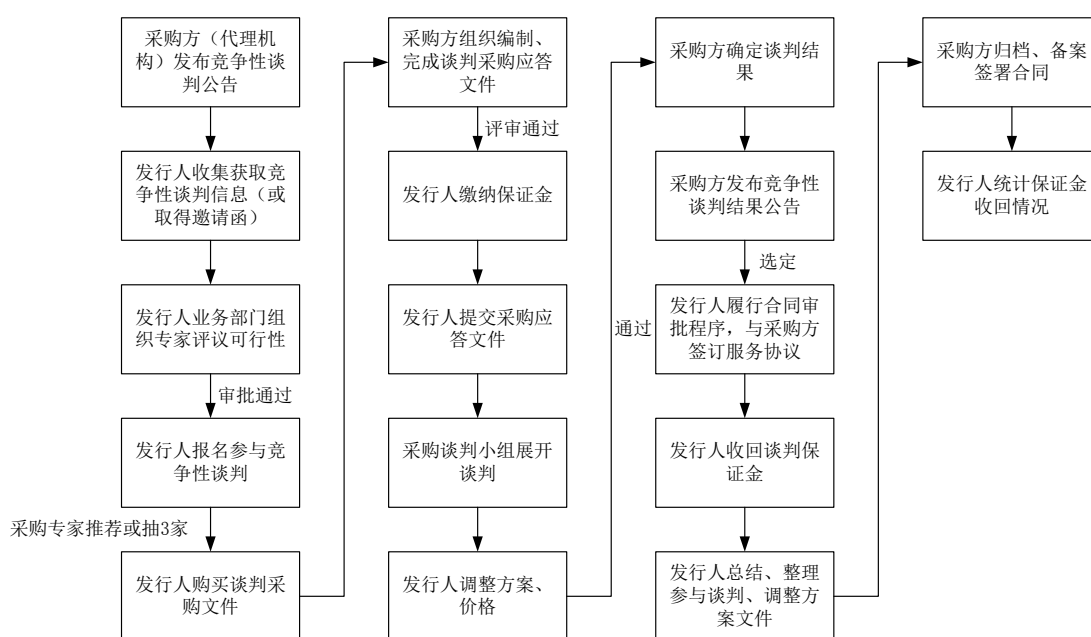 采购方（代理机
构）发布竞争性谈
判公告
发行人收集获取竞
争性谈判信息（或
取得邀请函）
发行人业务部门组
织专家评议可行性
审批通过
发行人报名参与竞
争性谈判
采购专家推荐或抽3家
发行人购买谈判采
购文件
采购方组织编制、
完成谈判采购应答
文件
评审通过
发行人缴纳保证金
发行人提交采购应
答文件
采购谈判小组展开
谈判
发行人调整方案、
价格
通过
采购方确定谈判结
果
采购方发布竞争性
谈判结果公告
选定
发行人履行合同审
批程序，与采购方
签订服务协议
发行人收回谈判保
证金
发行人总结、整理
参与谈判、调整方
案文件
采购方归档、备案
签署合同
发行人统计保证金
收回情况